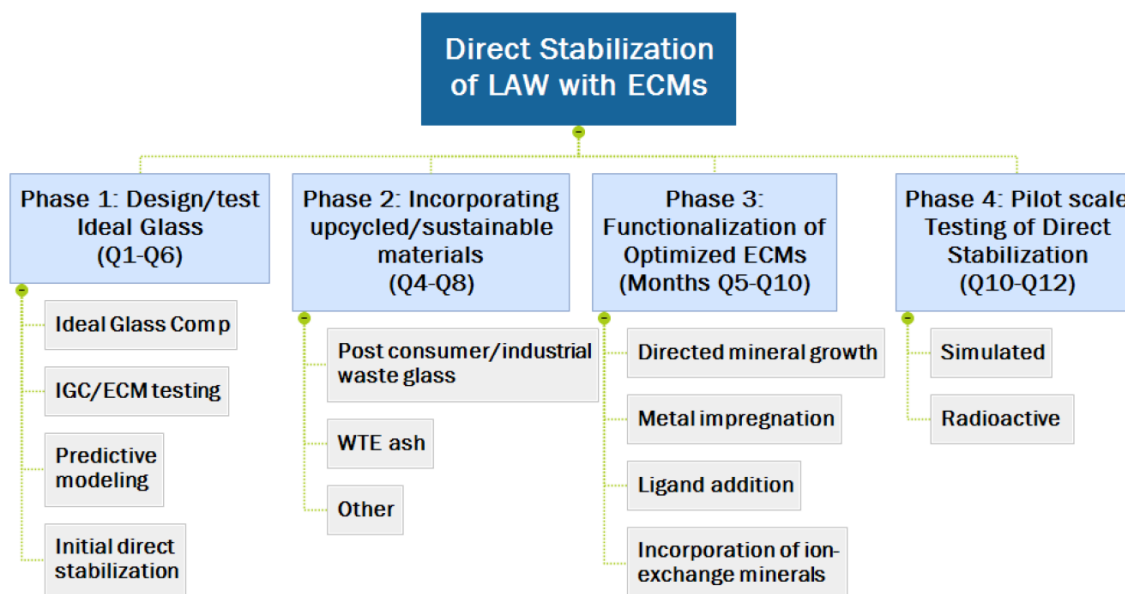 Direct Stabilization
of LAW with ECMs
Phase 1: Design/test
Ideal Glass
(Q1-Q6)
Ideal Glass Comp
IGC/ECM testing
Predictive
modeling
Initial direct
stabilization
Phase 2: Incorporating
upcycled/sustainable
materials
(Q4-Q8)
Post consumer/industrial
waste glass
WTE ash
Other
Phase 3:
Functionalization of
Optimized ECMs
(Months Q5-Q10)
Directed mineral growth
Metal impregnation
Ligand addition
Incorporation of ion-
exchange minerals
Phase 4: Pilot scale
Testing of Direct
Stabilization
(Q10-Q12)
Simulated
Radioactive